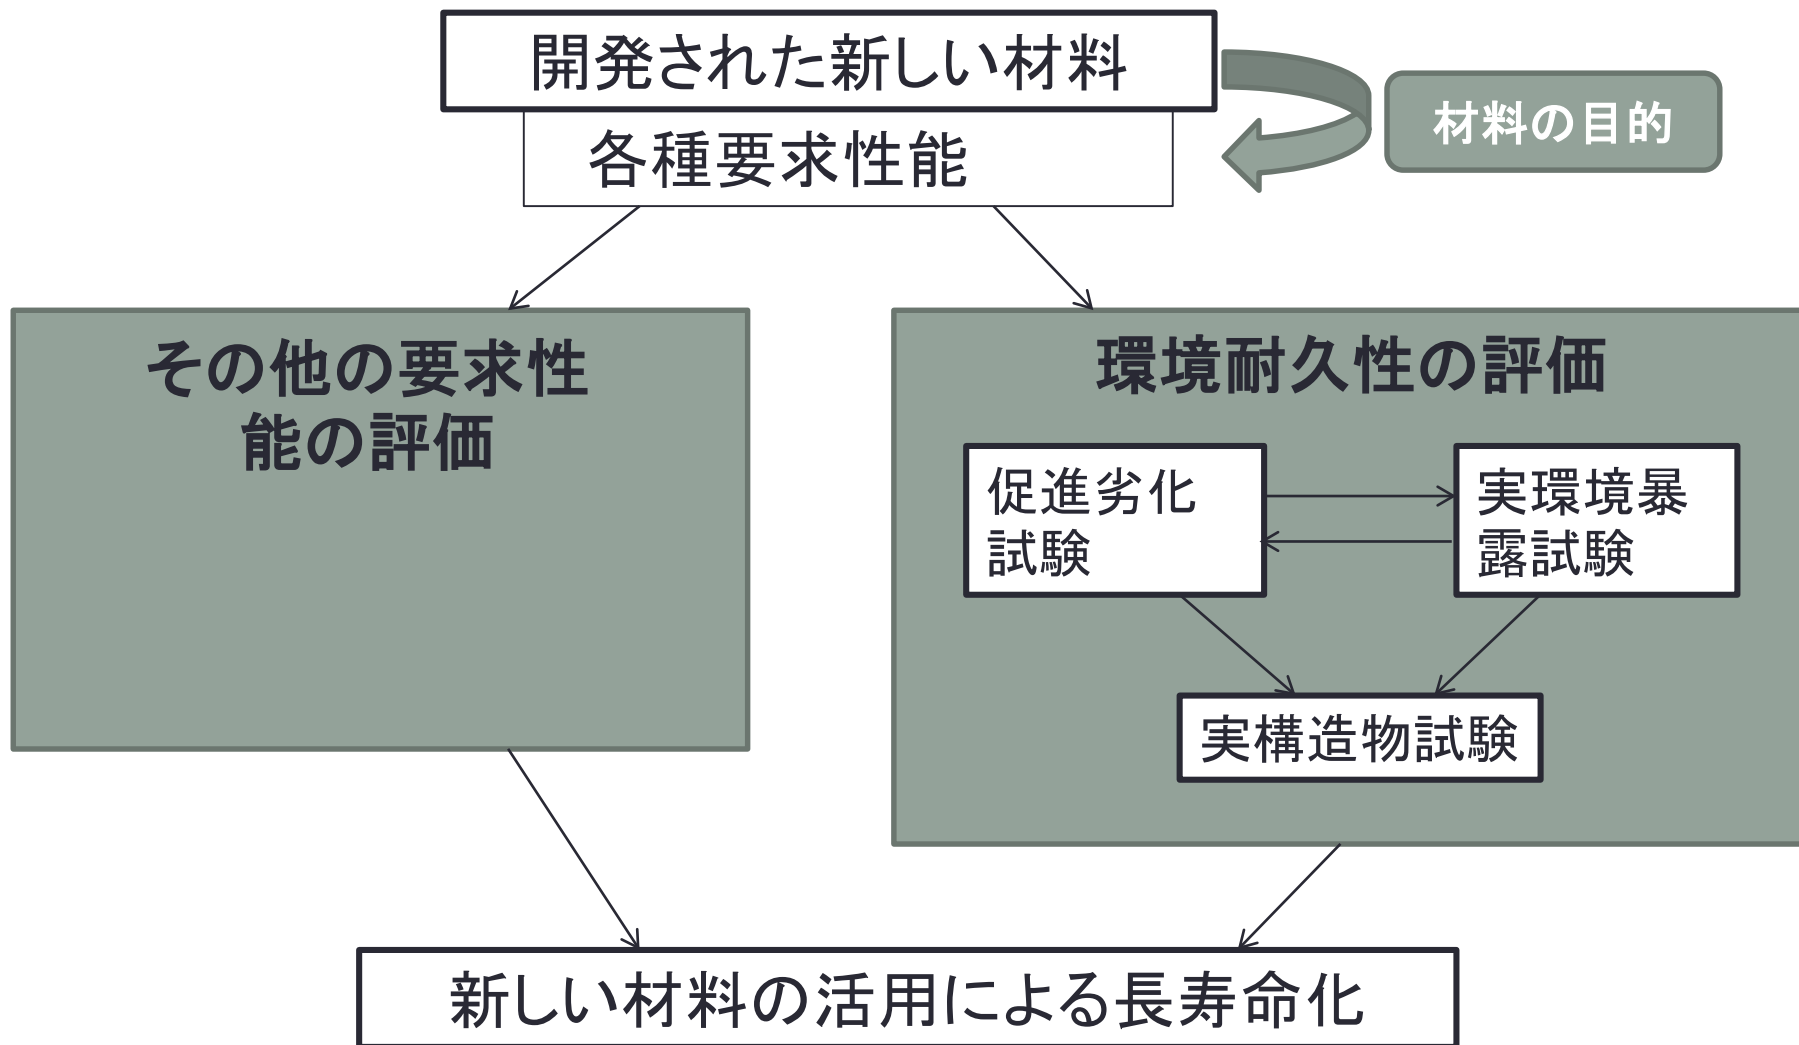 開発された新しい材料
材料の目的
各種要求性能
その他の要求性
能の評価
環境耐久性の評価
促進劣化
試験
実環境暴
露試験
実構造物試験
新しい材料の活用による長寿命化